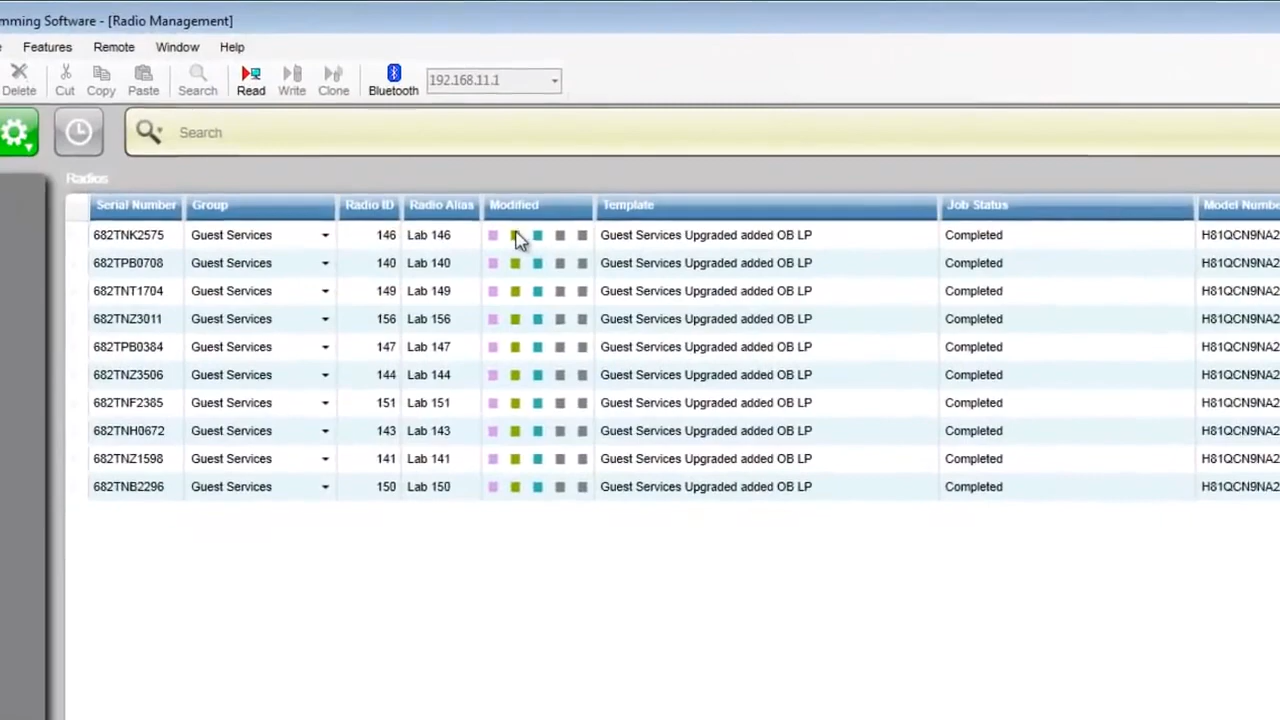 mming Software - [Radio Management]
Features Remote Window Help
Delete Cut Copy Paste Search Read Write Clone Bluetooth 192.168.11.1
Search
Radios
Serial Number Group Radio ID Radio Alias Modified Template Job Status Model Numbe
682TNK2575 Guest Services 146 Lab 146 Guest Services Upgraded added OB LP Completed H81QCN9NA2
682TPB0708 Guest Services 140 Lab 140 Guest Services Upgraded added OB LP Completed H81QCN9NA2
682TNT1704 Guest Services 149 Lab 149 Guest Services Upgraded added OB LP Completed H81QCN9NA2
682TNZ3011 Guest Services 156 Lab 156 Guest Services Upgraded added OB LP Completed H81QCN9NA2
682TPB0384 Guest Services 147 Lab 147 Guest Services Upgraded added OB LP Completed H81QCN9NA2
682TNZ3506 Guest Services 144 Lab 144 Guest Services Upgraded added OB LP Completed H81QCN9NA2
682TNF2385 Guest Services 151 Lab 151 Guest Services Upgraded added OB LP Completed H81QCN9NA2
682TNH0672 Guest Services 143 Lab 143 Guest Services Upgraded added OB LP Completed H81QCN9NA2
682TNZ1598 Guest Services 141 Lab 141 Guest Services Upgraded added OB LP Completed H81QCN9NA2
682TNB2296 Guest Services 150 Lab 150 Guest Services Upgraded added OB LP Completed H81QCN9NA2